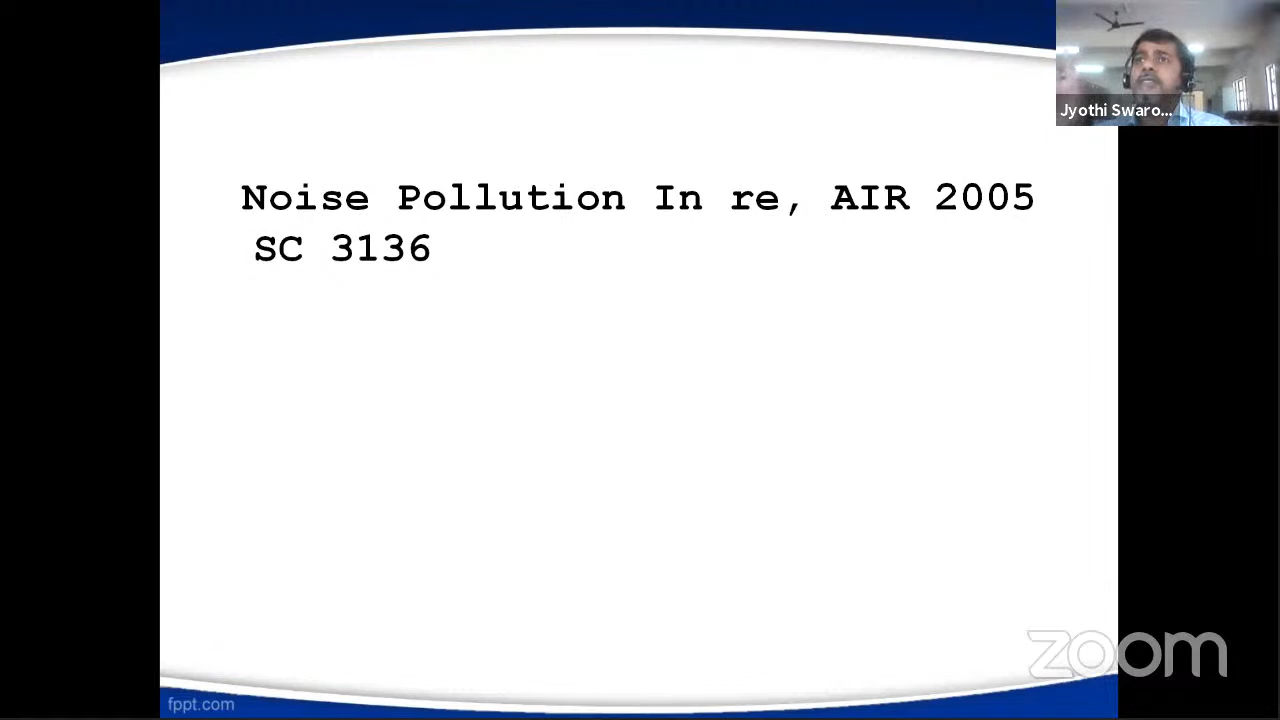 Jyothi Swaro...
Noise Pollution In re, AIR 2005
SC 3136
zoom
fppt.com